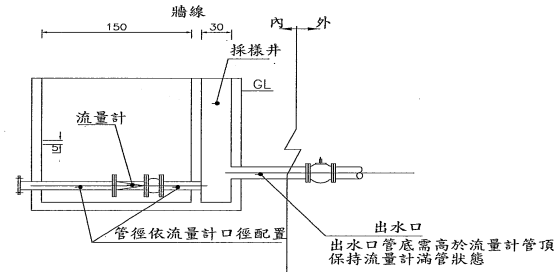 牆線
150
30
內
外
採樣井
GL
流量計
15
管徑依流量計口徑配置
出水口
出水口管底需高於流量計管頂
保持流量計滿管狀態